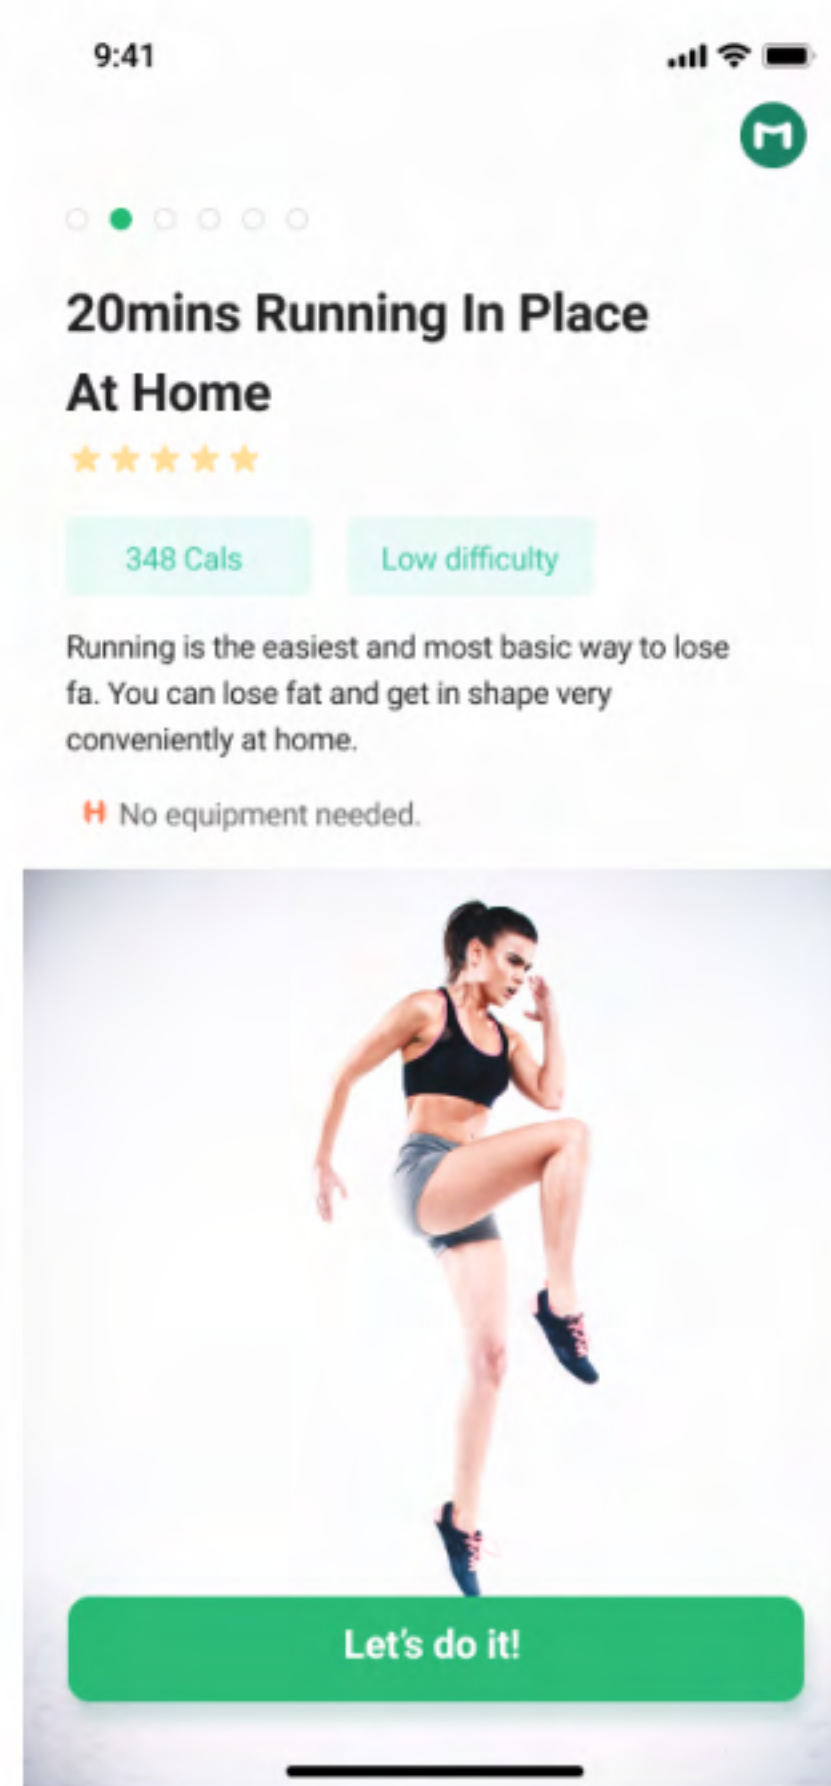 9:41
20mins Running In Place
At Home
348 Cals
Low difficulty
Running is the easiest and most basic way to lose
fa. You can lose fat and get in shape very
conveniently at home.
H No equipment needed.
Let's do it!